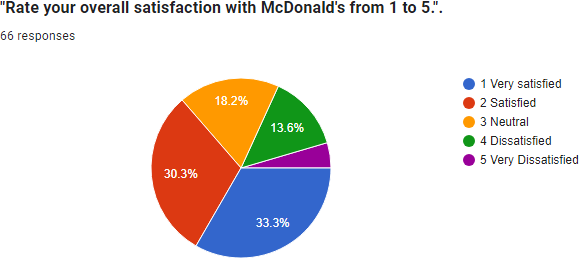 "Rate your overall satisfaction with McDonald's from 1 to 5.".
66 responses
1 Very satisfied
2 Satisfied
3 Neutral
4 Dissatisfied
5 Very Dissatisfied
18.2%
13.6%
30.3%
33.3%